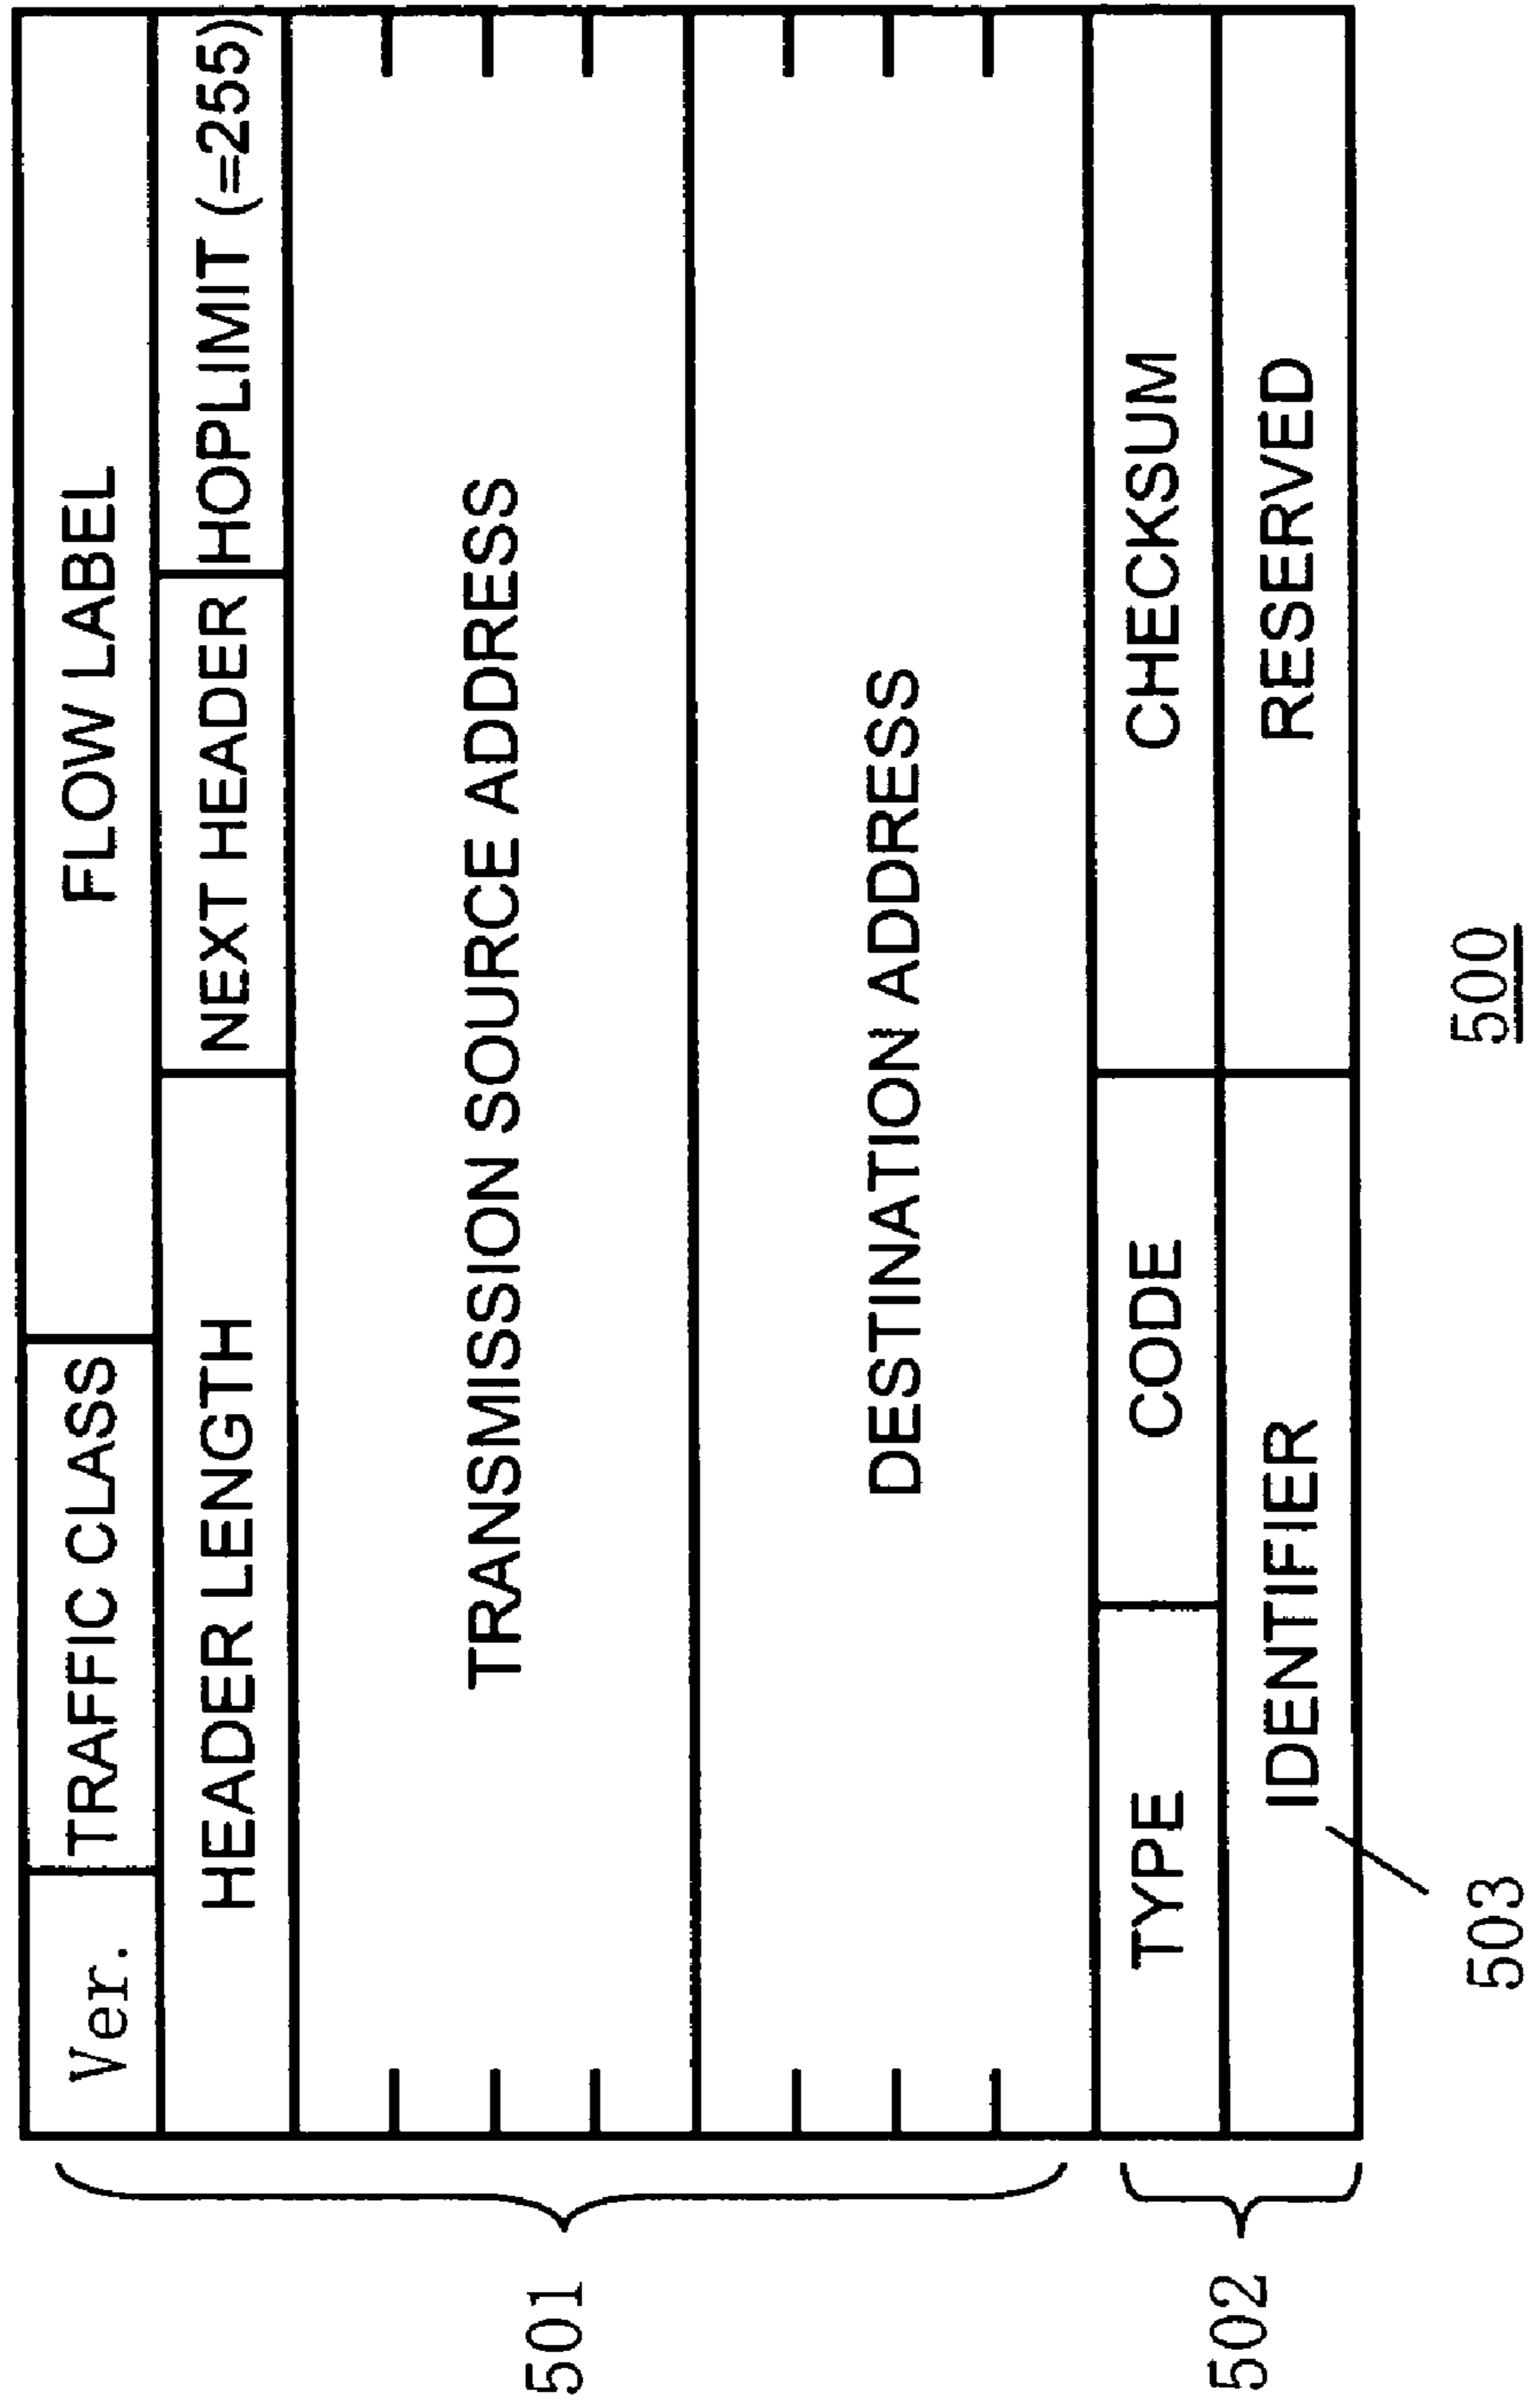 Ver. TRAFFIC CLASS FLOW LABEL
HEADER LENGTH NEXT HEADER HOPLIMIT (=255)
501
TRANSMISSION SOURCE ADDRESS
DESTINATION ADDRESS
502
TYPE CODE CHECKSUM
IDENTIFIER RESERVED
503
500